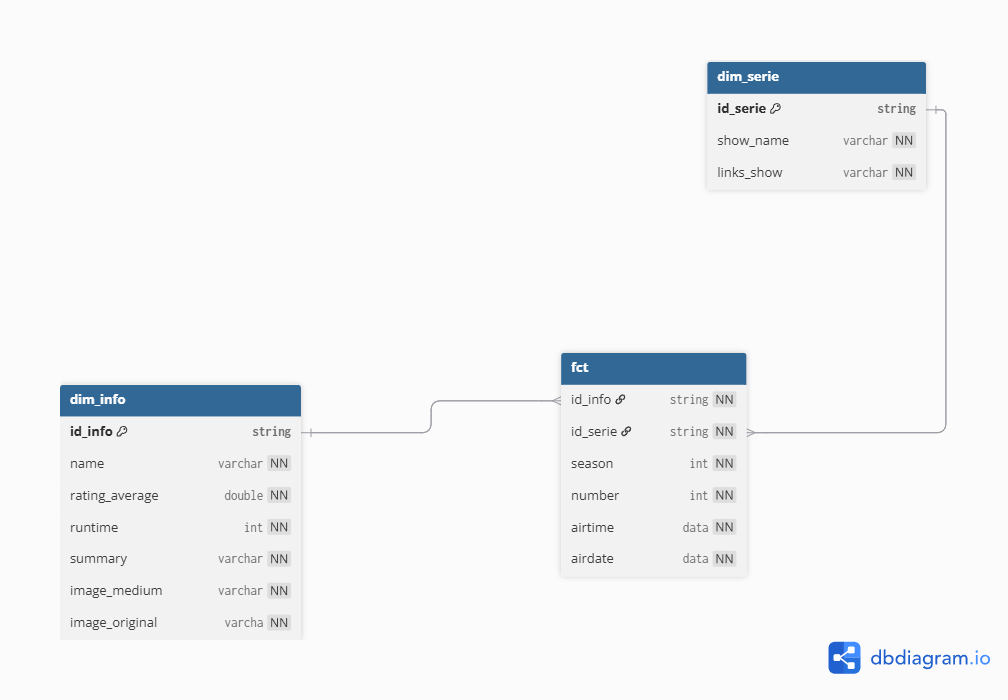 dim_serie
id_serie string
show_name varchar NN
links_show varchar NN
fct
id_info string NN
id_serie string NN
season int NN
number int NN
airtime data NN
airdate data NN
dim_info
id_info string
name varchar NN
rating_average double NN
runtime int NN
summary varchar NN
image_medium varchar NN
image_original varcha NN
dbdiagram.io